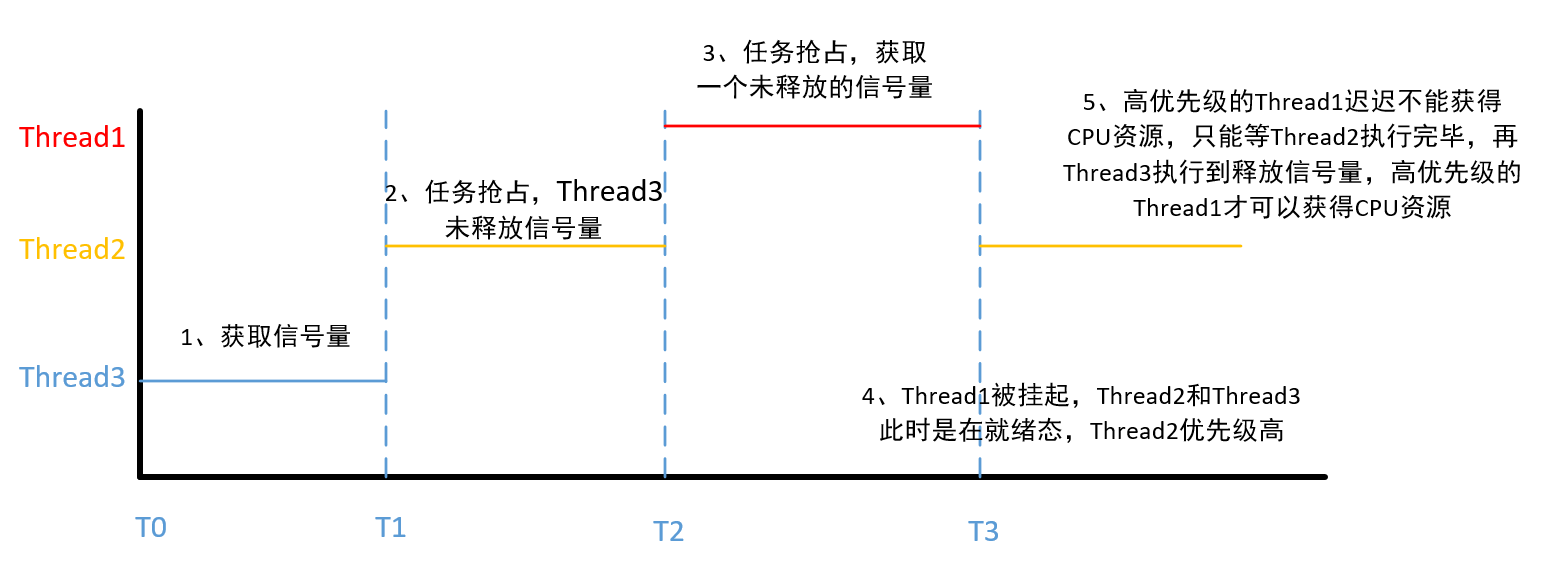 3、任务抢占，获取
一个未释放的信号量
5、高优先级的Thread1迟迟不能获得
CPU资源，只能等Thread2执行完毕，再
Thread3执行到释放信号量，高优先级的
Thread1才可以获得CPU资源
Thread1
2、任务抢占，Thread3
未释放信号量
Thread2
1、获取信号量
Thread3
4、Thread1被挂起，Thread2和Thread3
此时是在就绪态，Thread2优先级高
T0
T1
T2
T3